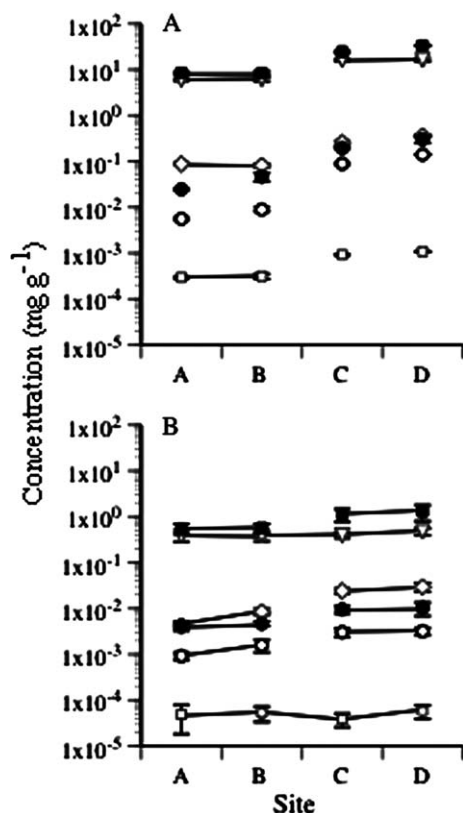 A
1x10²
1x10¹
1x10⁰
1x10⁻¹
1x10⁻²
1x10⁻³
1x10⁻⁴
1x10⁻⁵
A B C D
Concentration (mg g⁻¹)
B
1x10²
1x10¹
1x10⁰
1x10⁻¹
1x10⁻²
1x10⁻³
1x10⁻⁴
1x10⁻⁵
A B C D
Site